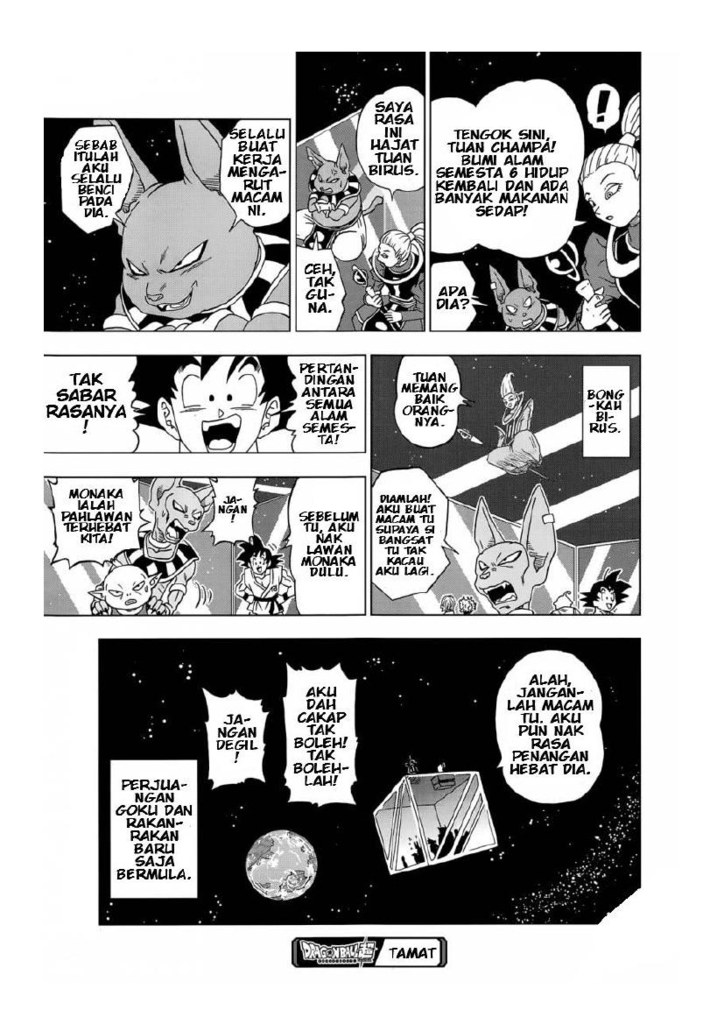 !
TENGOK SINI,
TUAN CHAMPA!
BUMI ALAM
SEMESTA 6 HIDUP
KEMBALI DAN ADA
BANYAK MAKANAN
SEDAP!
APA
DIA?
SAYA
RASA
INI
HAJAT
TUAN
BIRUS.
CEH,
TAK
GU-
NA.
SELALU
BUAT
KERJA
MENGA-
RUT
MACAM
NI.
SEBAB
ITULAH
AKU
SELALU
BENCI
PADA
DIA.
BONG
-KAH
BI-
RUS.
TUAN
MEMANG
BAIK
ORANG-
NYA.
DIAMLAH!
AKU BUAT
MACAM TU
SUPAYA SI
BANGSAT
TU TAK
KACAU
AKU LAGI.
PERTAN-
DINGAN
ANTARA
SEMUA
ALAM
SEMES-
TA!
TAK
SABAR
RASANYA
!
SEBELUM
TU, AKU
NAK
LAWAN
MONAKA
DULU.
JA-
NGAN
!
MONAKA
IALAH
PAHLAWAN
TERHEBAT
KITA!
ALAH,
JANGAN-
LAH MACAM
TU. AKU
PUN NAK
RASA
PENANGAN
HEBAT DIA.
AKU
DAH
CAKAP
TAK
BOLEH!
TAK
BOLEH-
LAH!
JA-
NGAN
DEGIL
!
PERJUA-
NGAN
GOKU DAN
RAKAN-
RAKAN
BARU
SAJA
BERMULA.
DRAGON BALL 超
TAMAT